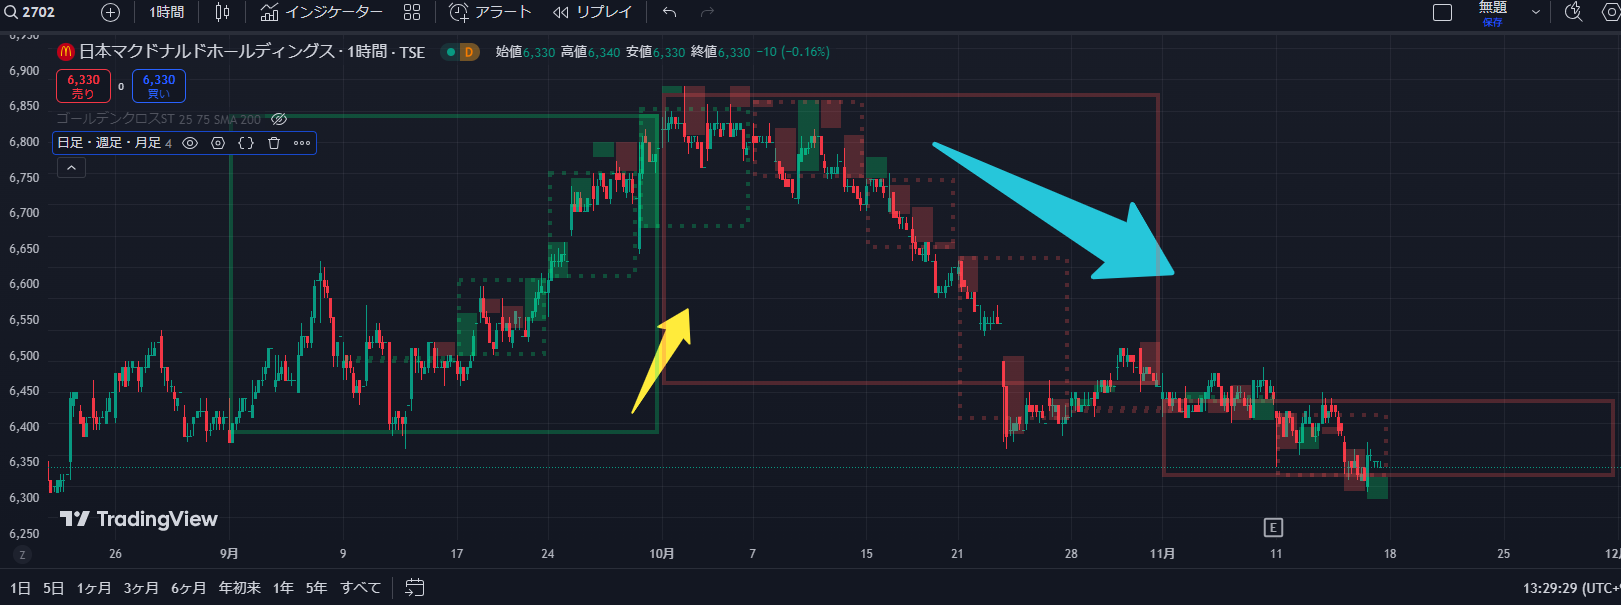 2702
1時間
インジケーター
アラート
リプレイ
無題
保存
日本マクドナルドホールディングス · 1時間 · TSE
D
始値6,330 高値6,340 安値6,330 終値6,330 −10 (−0.16%)
6,330
売り
0
6,330
買い
ゴールデンクロスST 25 75 SMA 200
日足・週足・月足 4
6,950
6,900
6,850
6,800
6,750
6,700
6,650
6,600
6,550
6,500
6,450
6,400
6,350
6,300
6,250
TradingView
E
Z
26
9月
9
17
24
10月
7
15
21
28
11月
11
18
25
12
1日
5日
1ヶ月
3ヶ月
6ヶ月
年初来
1年
5年
すべて
13:29:29 (UTC+